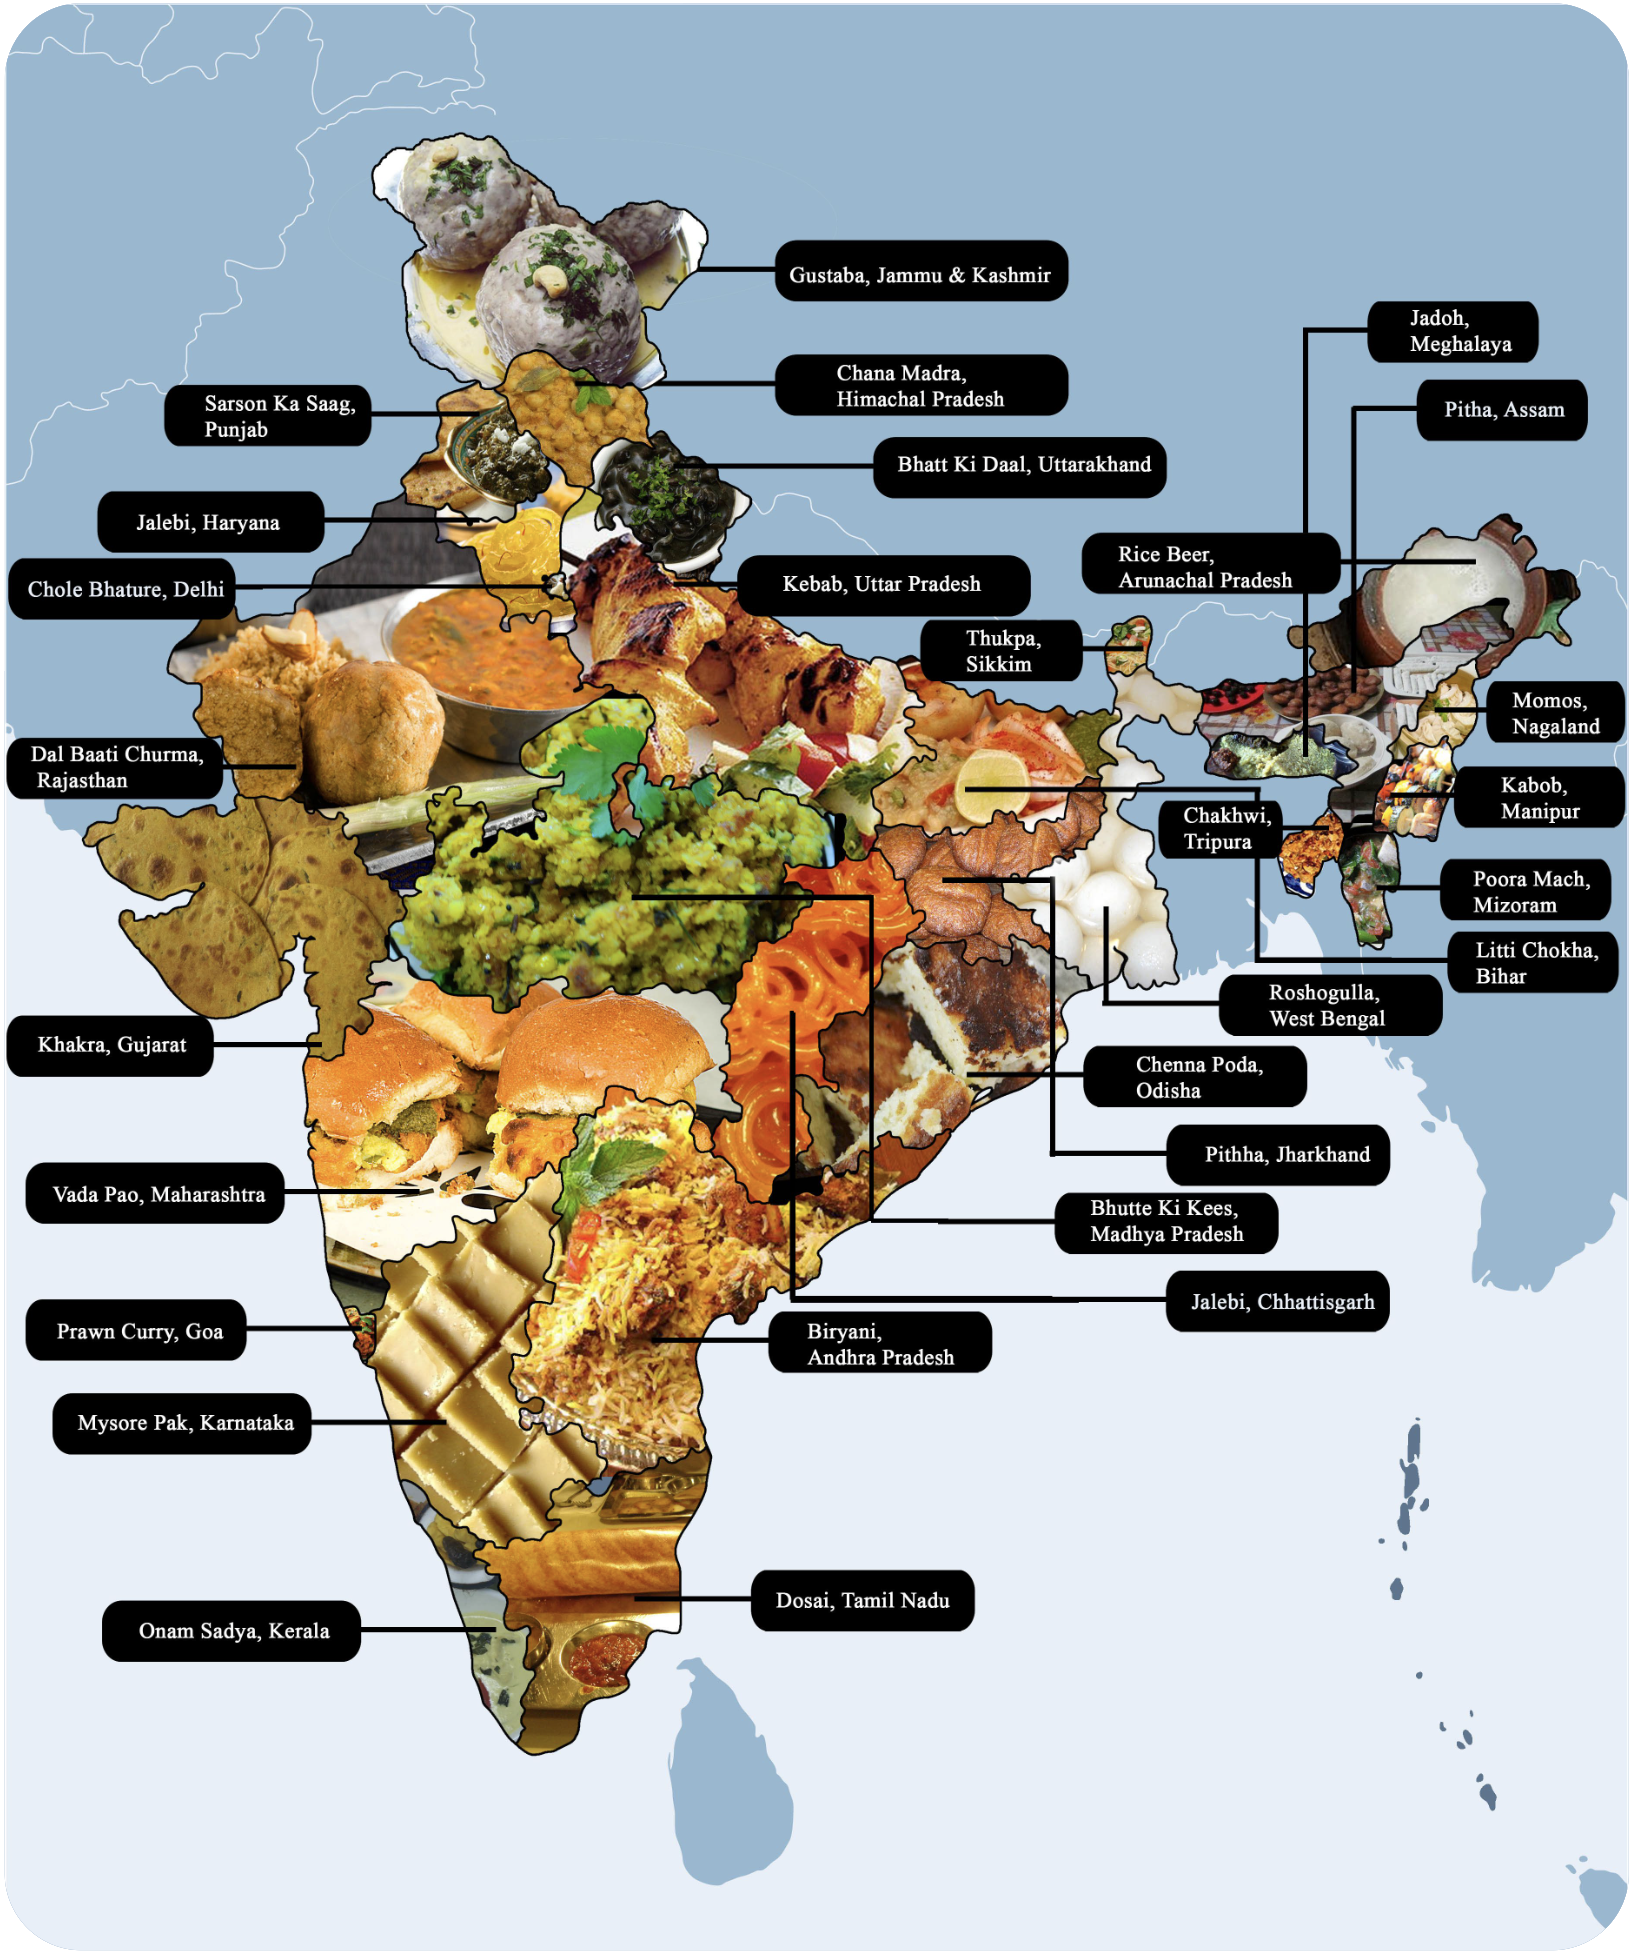 Gustaba, Jammu & Kashmir
Jadoh,
Meghalaya
Chana Madra,
Himachal Pradesh
Sarson Ka Saag,
Punjab
Pitha, Assam
Bhatt Ki Daal, Uttarakhand
Jalebi, Haryana
Rice Beer,
Arunachal Pradesh
Chole Bhature, Delhi
Kebab, Uttar Pradesh
Thukpa,
Sikkim
Momos,
Nagaland
Dal Baati Churma,
Rajasthan
Kabob,
Manipur
Chakhwi,
Tripura
Poora Mach,
Mizoram
Litti Chokha,
Bihar
Roshogulla,
West Bengal
Khakra, Gujarat
Chenna Poda,
Odisha
Pithha, Jharkhand
Vada Pao, Maharashtra
Bhutte Ki Kees,
Madhya Pradesh
Jalebi, Chhattisgarh
Prawn Curry, Goa
Biryani,
Andhra Pradesh
Mysore Pak, Karnataka
Dosai, Tamil Nadu
Onam Sadya, Kerala